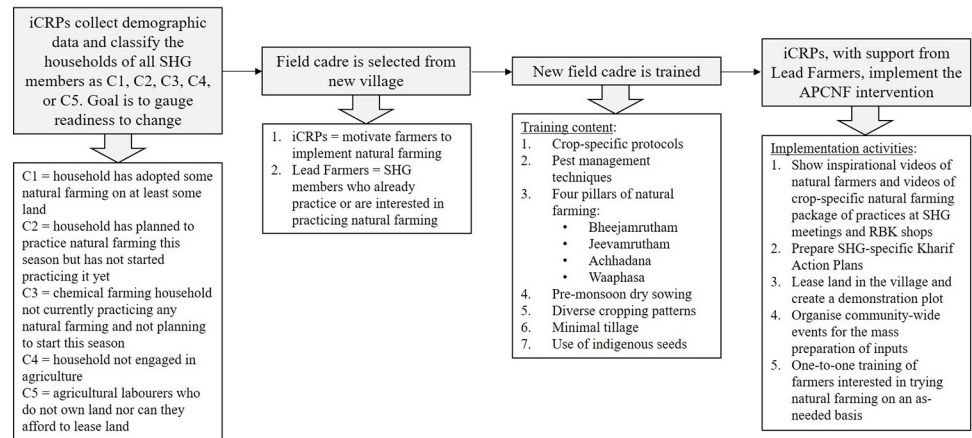 iCRPs collect demographic
data and classify the
households of all SHG
members as C1, C2, C3, C4,
or C5. Goal is to gauge
readiness to change
C1 = household has adopted some
natural farming on at least some
land
C2 = household has planned to
practice natural farming this
season but has not started
practicing it yet
C3 = chemical farming household
not currently practicing any
natural farming and not planning
to start this season
C4 = household not engaged in
agriculture
C5 = agricultural labourers who
do not own land nor can they
afford to lease land
Field cadre is selected from
new village
1. iCRPs = motivate farmers to
implement natural farming
2. Lead Farmers = SHG
members who already
practice or are interested in
practicing natural farming
New field cadre is trained
Training content:
1. Crop-specific protocols
2. Pest management
techniques
3. Four pillars of natural
farming:
• Bheejamrutham
• Jeevamrutham
• Achhadana
• Waaphasa
4. Pre-monsoon dry sowing
5. Diverse cropping patterns
6. Minimal tillage
7. Use of indigenous seeds
iCRPs, with support from
Lead Farmers, implement the
APCNF intervention
Implementation activities:
1. Show inspirational videos of
natural farmers and videos of
crop-specific natural farming
package of practices at SHG
meetings and RBK shops
2. Prepare SHG-specific Kharif
Action Plans
3. Lease land in the village and
create a demonstration plot
4. Organise community-wide
events for the mass
preparation of inputs
5. One-to-one training of
farmers interested in trying
natural farming on an as-
needed basis